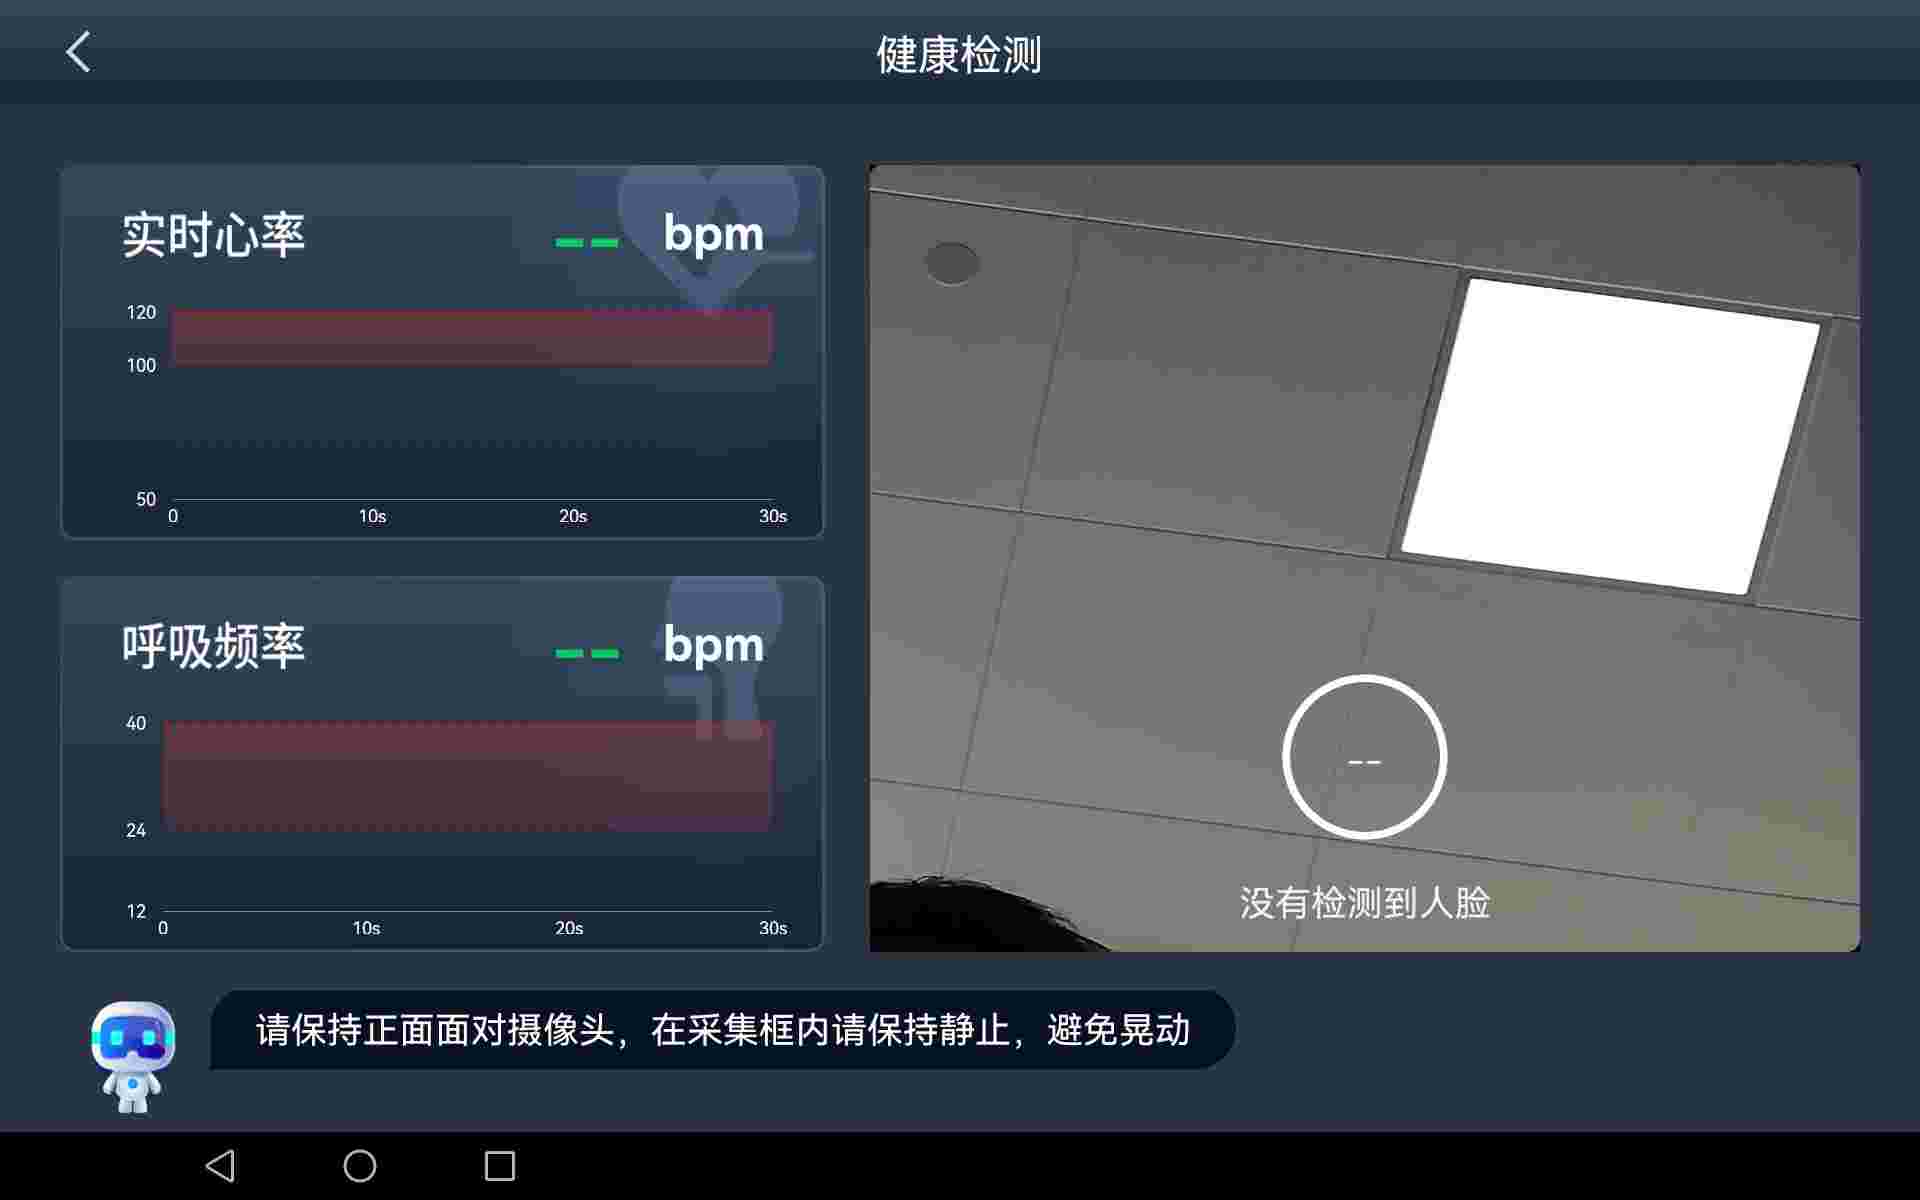 健康检测
实时心率 -- bpm
120
100
50
0 10s 20s 30s
呼吸频率 -- bpm
40
24
12
0 10s 20s 30s
--
没有检测到人脸
请保持正面面对摄像头，在采集框内请保持静止，避免晃动